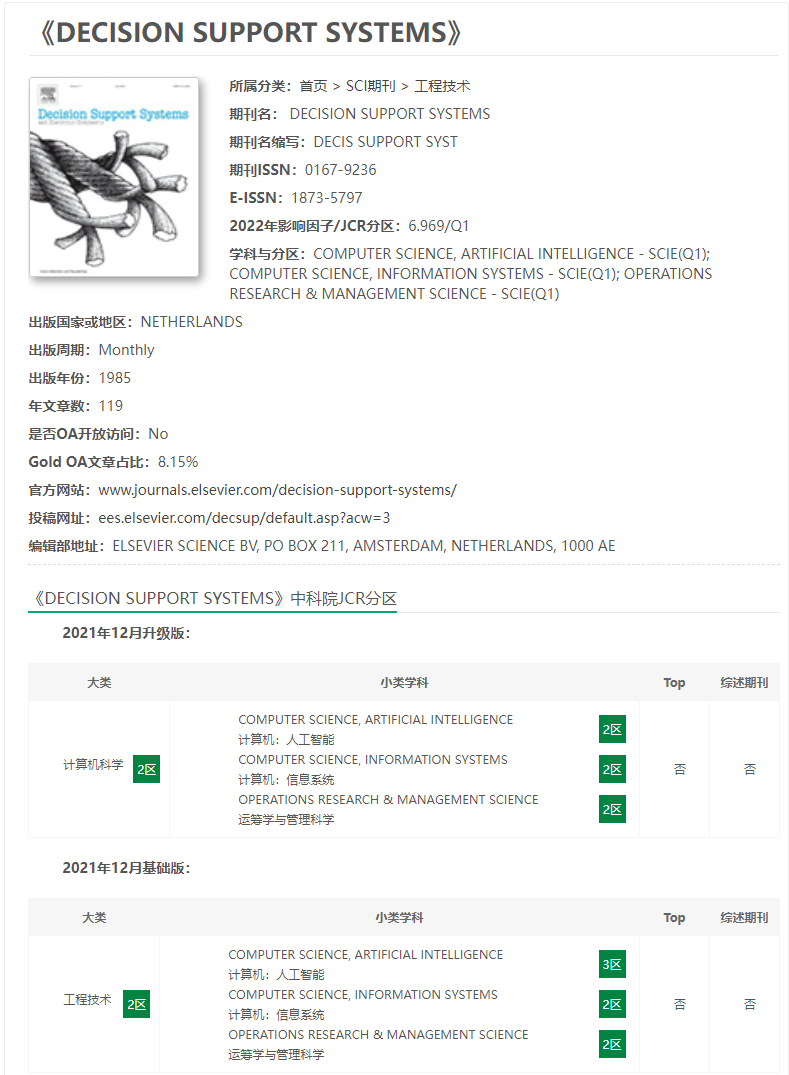 《DECISION SUPPORT SYSTEMS》
Decision Support Systems
所属分类：首页 > SCI期刊 > 工程技术
期刊名： DECISION SUPPORT SYSTEMS
期刊名缩写：DECIS SUPPORT SYST
期刊ISSN：0167-9236
E-ISSN：1873-5797
2022年影响因子/JCR分区：6.969/Q1
学科与分区：COMPUTER SCIENCE, ARTIFICIAL INTELLIGENCE - SCIE(Q1);
COMPUTER SCIENCE, INFORMATION SYSTEMS - SCIE(Q1); OPERATIONS
RESEARCH & MANAGEMENT SCIENCE - SCIE(Q1)
出版国家或地区：NETHERLANDS
出版周期：Monthly
出版年份：1985
年文章数：119
是否OA开放访问：No
Gold OA文章占比：8.15%
官方网站：www.journals.elsevier.com/decision-support-systems/
投稿网址：ees.elsevier.com/decsup/default.asp?acw=3
编辑部地址：ELSEVIER SCIENCE BV, PO BOX 211, AMSTERDAM, NETHERLANDS, 1000 AE
《DECISION SUPPORT SYSTEMS》中科院JCR分区
2021年12月升级版：
大类 小类学科 Top 综述期刊
COMPUTER SCIENCE, ARTIFICIAL INTELLIGENCE
计算机：人工智能 2区
计算机科学 2区 COMPUTER SCIENCE, INFORMATION SYSTEMS
计算机：信息系统 2区 否 否
OPERATIONS RESEARCH & MANAGEMENT SCIENCE
运筹学与管理科学 2区
2021年12月基础版：
大类 小类学科 Top 综述期刊
COMPUTER SCIENCE, ARTIFICIAL INTELLIGENCE
计算机：人工智能 3区
工程技术 2区 COMPUTER SCIENCE, INFORMATION SYSTEMS
计算机：信息系统 2区 否 否
OPERATIONS RESEARCH & MANAGEMENT SCIENCE
运筹学与管理科学 2区